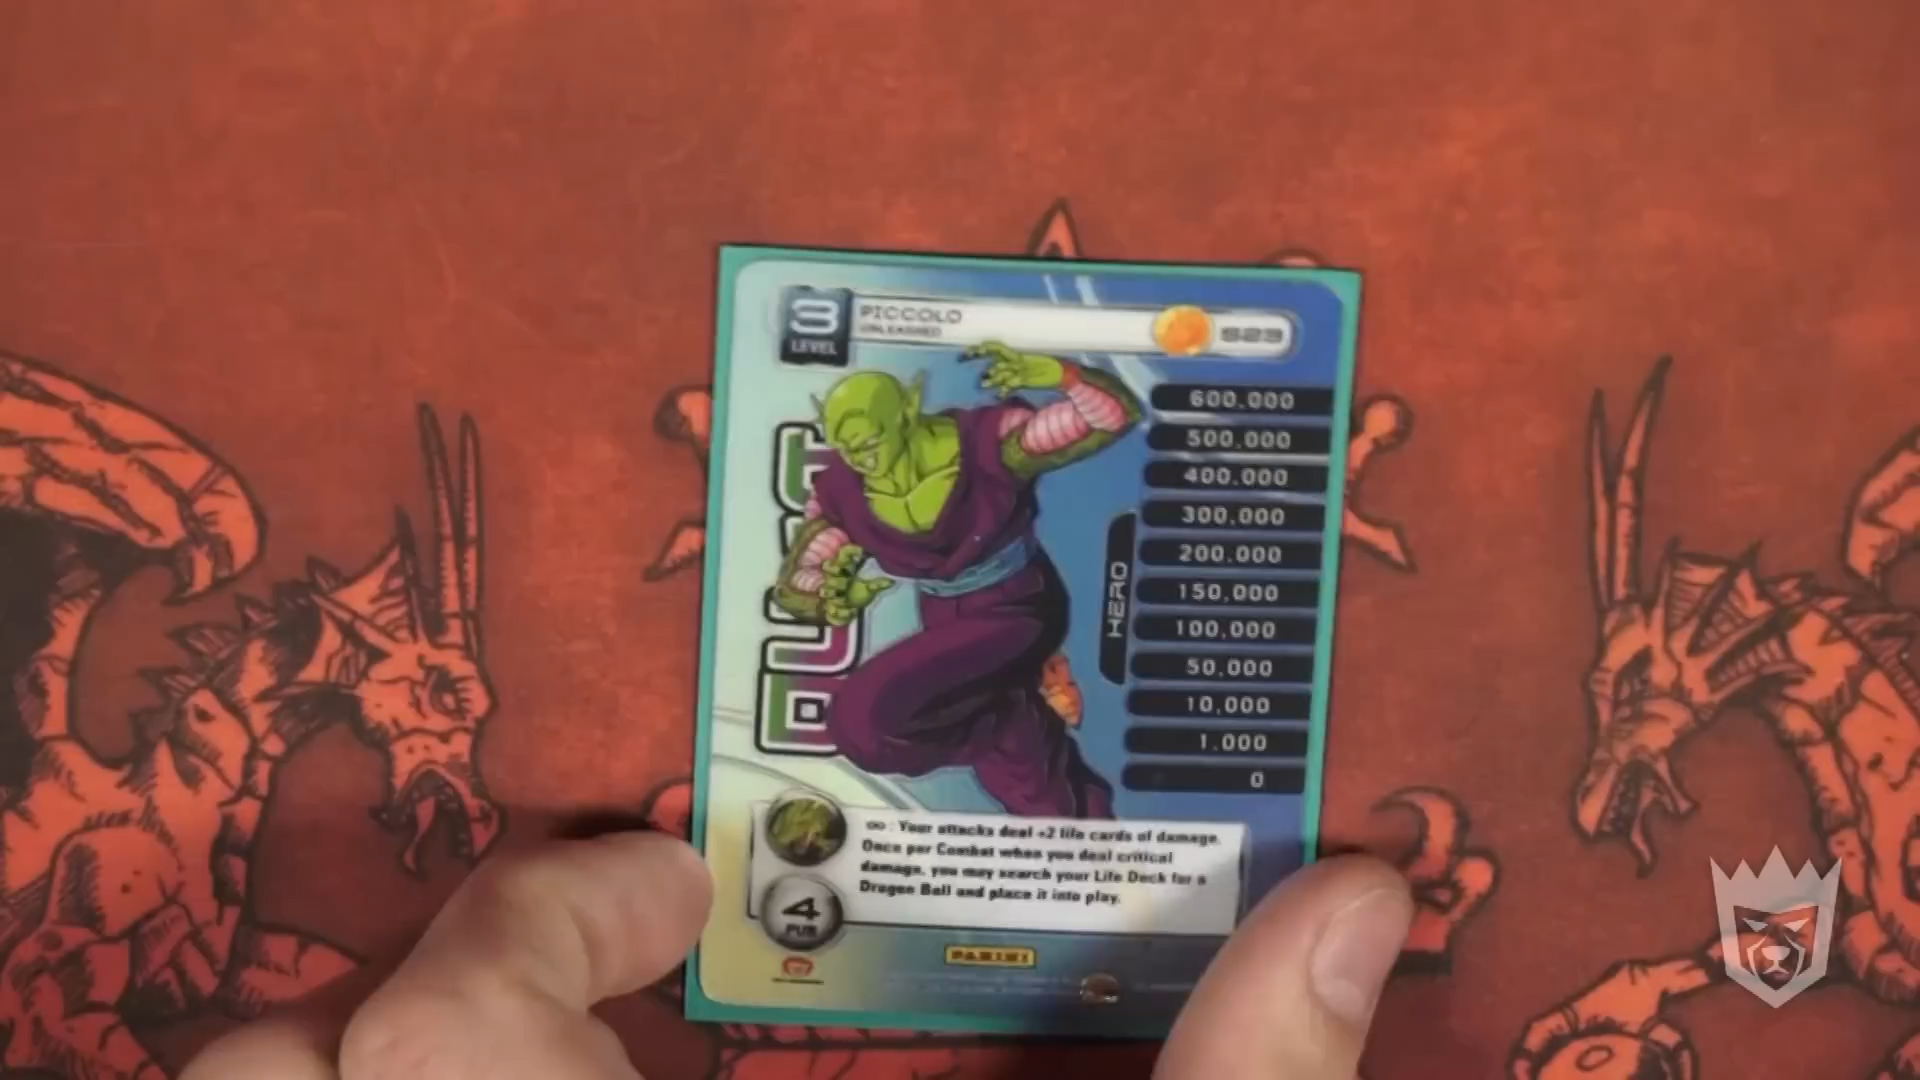 3
LEVEL
PICCOLO
UNLEASHED
S23
600,000
500,000
400,000
300,000
200,000
150,000
100,000
50,000
10,000
1,000
0
HERO
∞ : Your attacks deal +2 life cards of damage.
Once per Combat when you deal critical
damage, you may search your Life Deck for a
Dragon Ball and place it into play.
4
PUR
PANINI